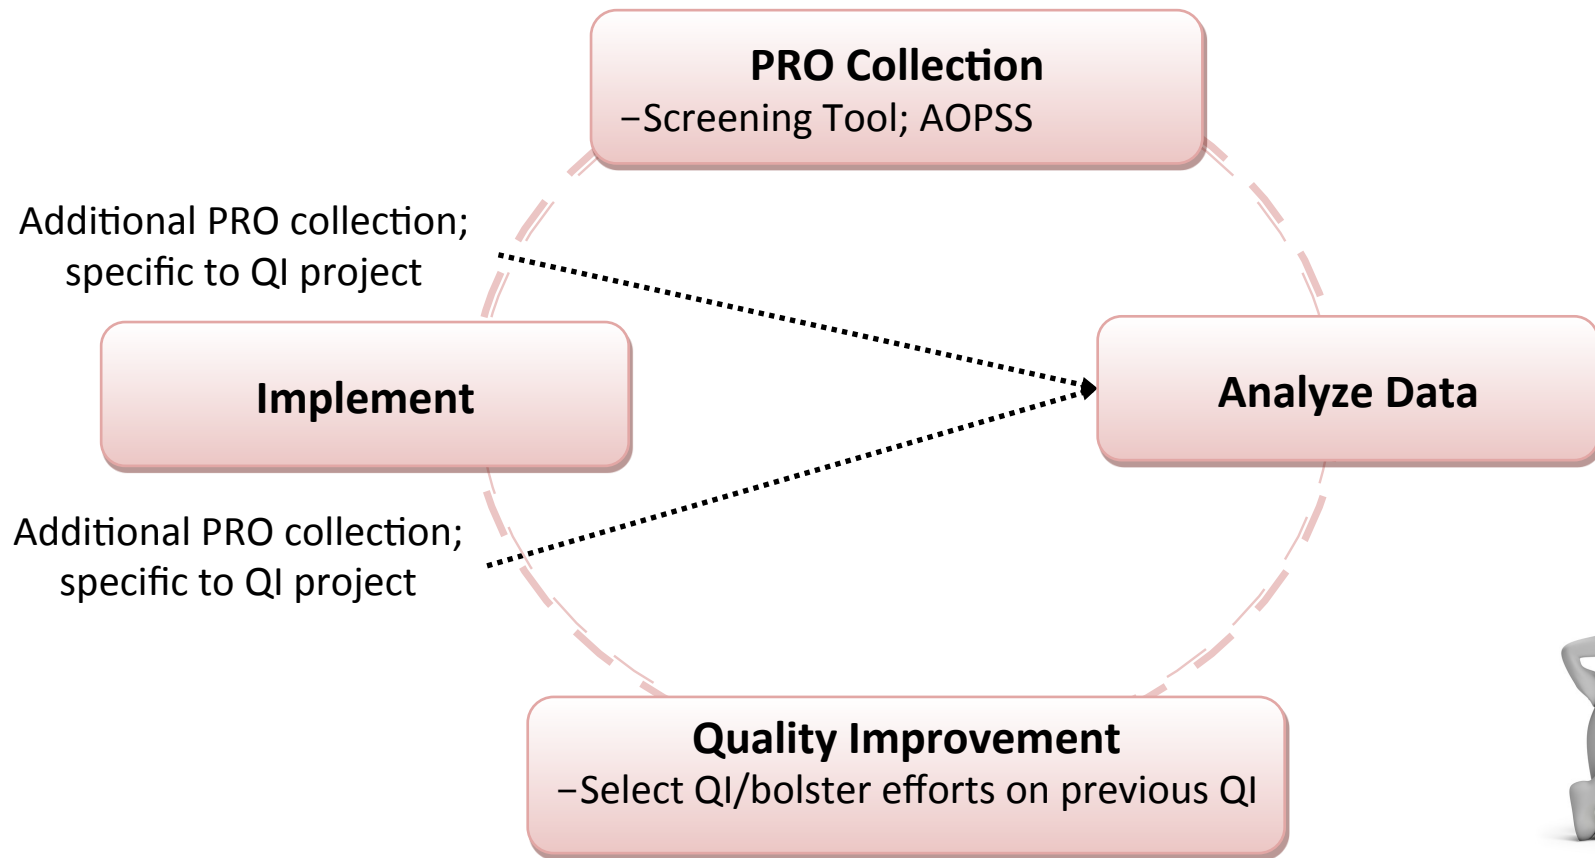 PRO Collection
–Screening Tool; AOPSS
Additional PRO collection;
specific to QI project
Implement
Analyze Data
Additional PRO collection;
specific to QI project
Quality Improvement
–Select QI/bolster efforts on previous QI